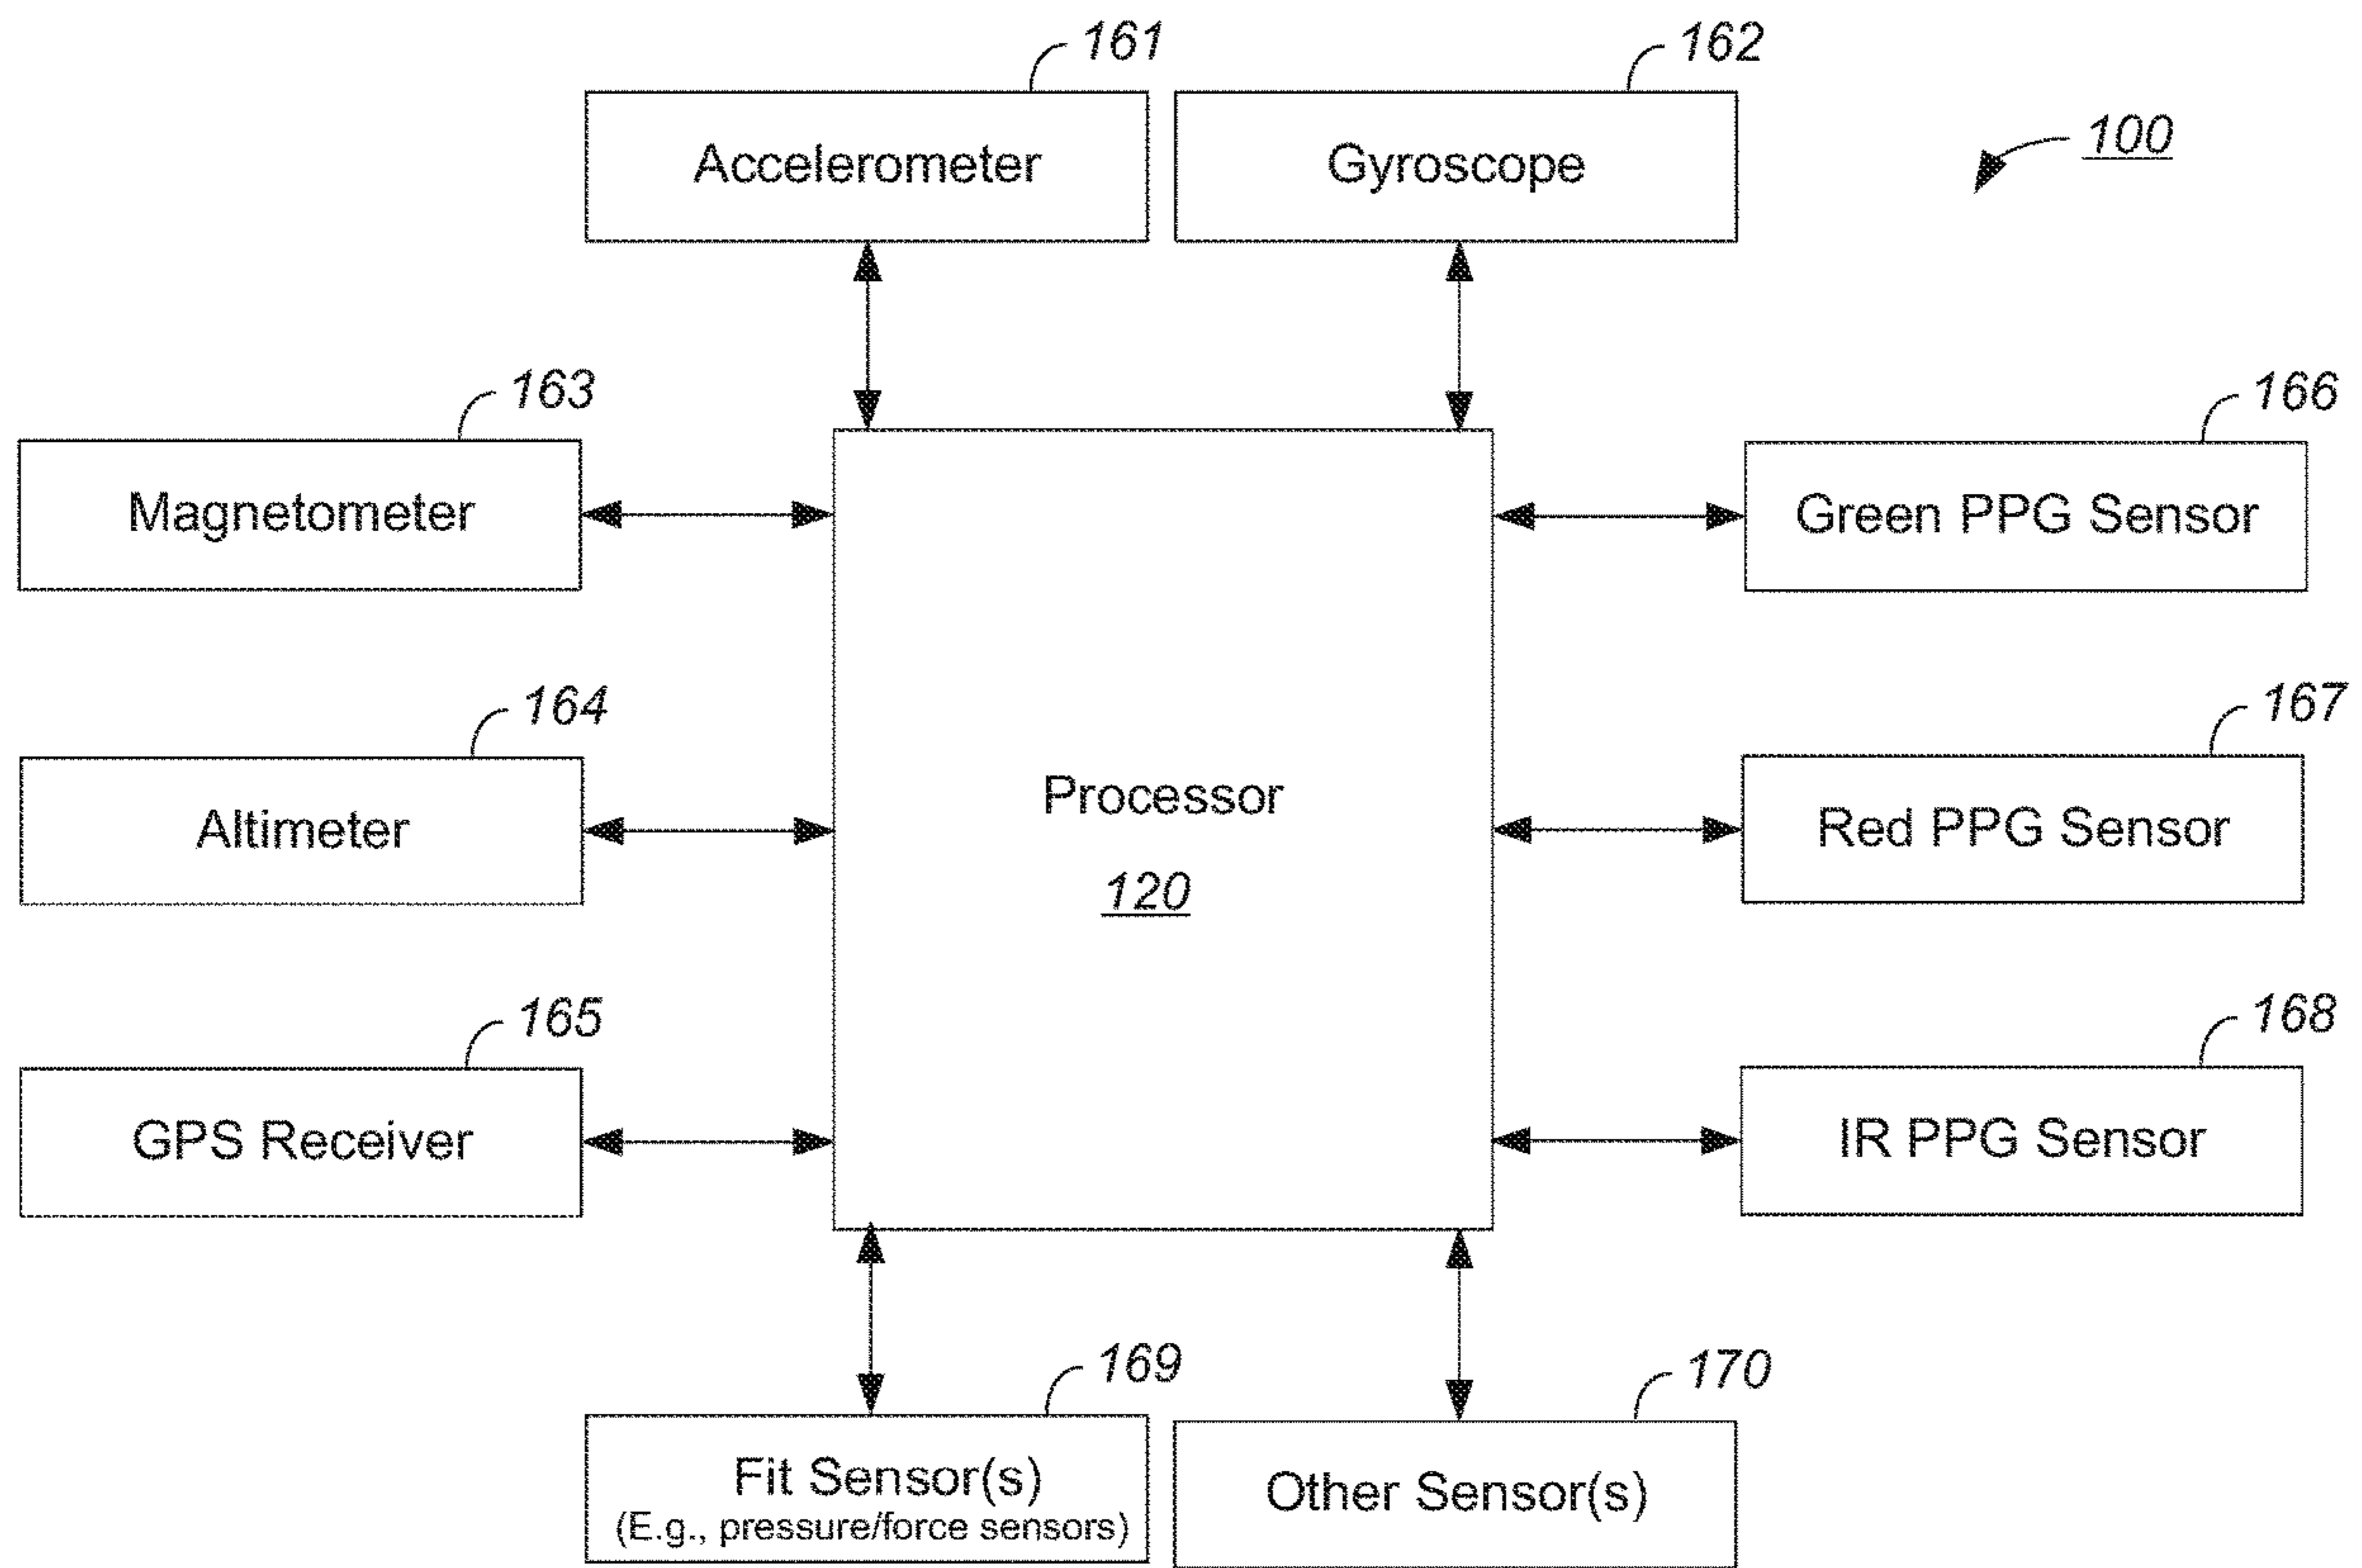 161
162
100
Accelerometer
Gyroscope
163
166
Magnetometer
Green PPG Sensor
164
167
Processor
Altimeter
Red PPG Sensor
120
165
168
GPS Receiver
IR PPG Sensor
169
170
Fit Sensor(s)
(E.g., pressure/force sensors)
Other Sensor(s)